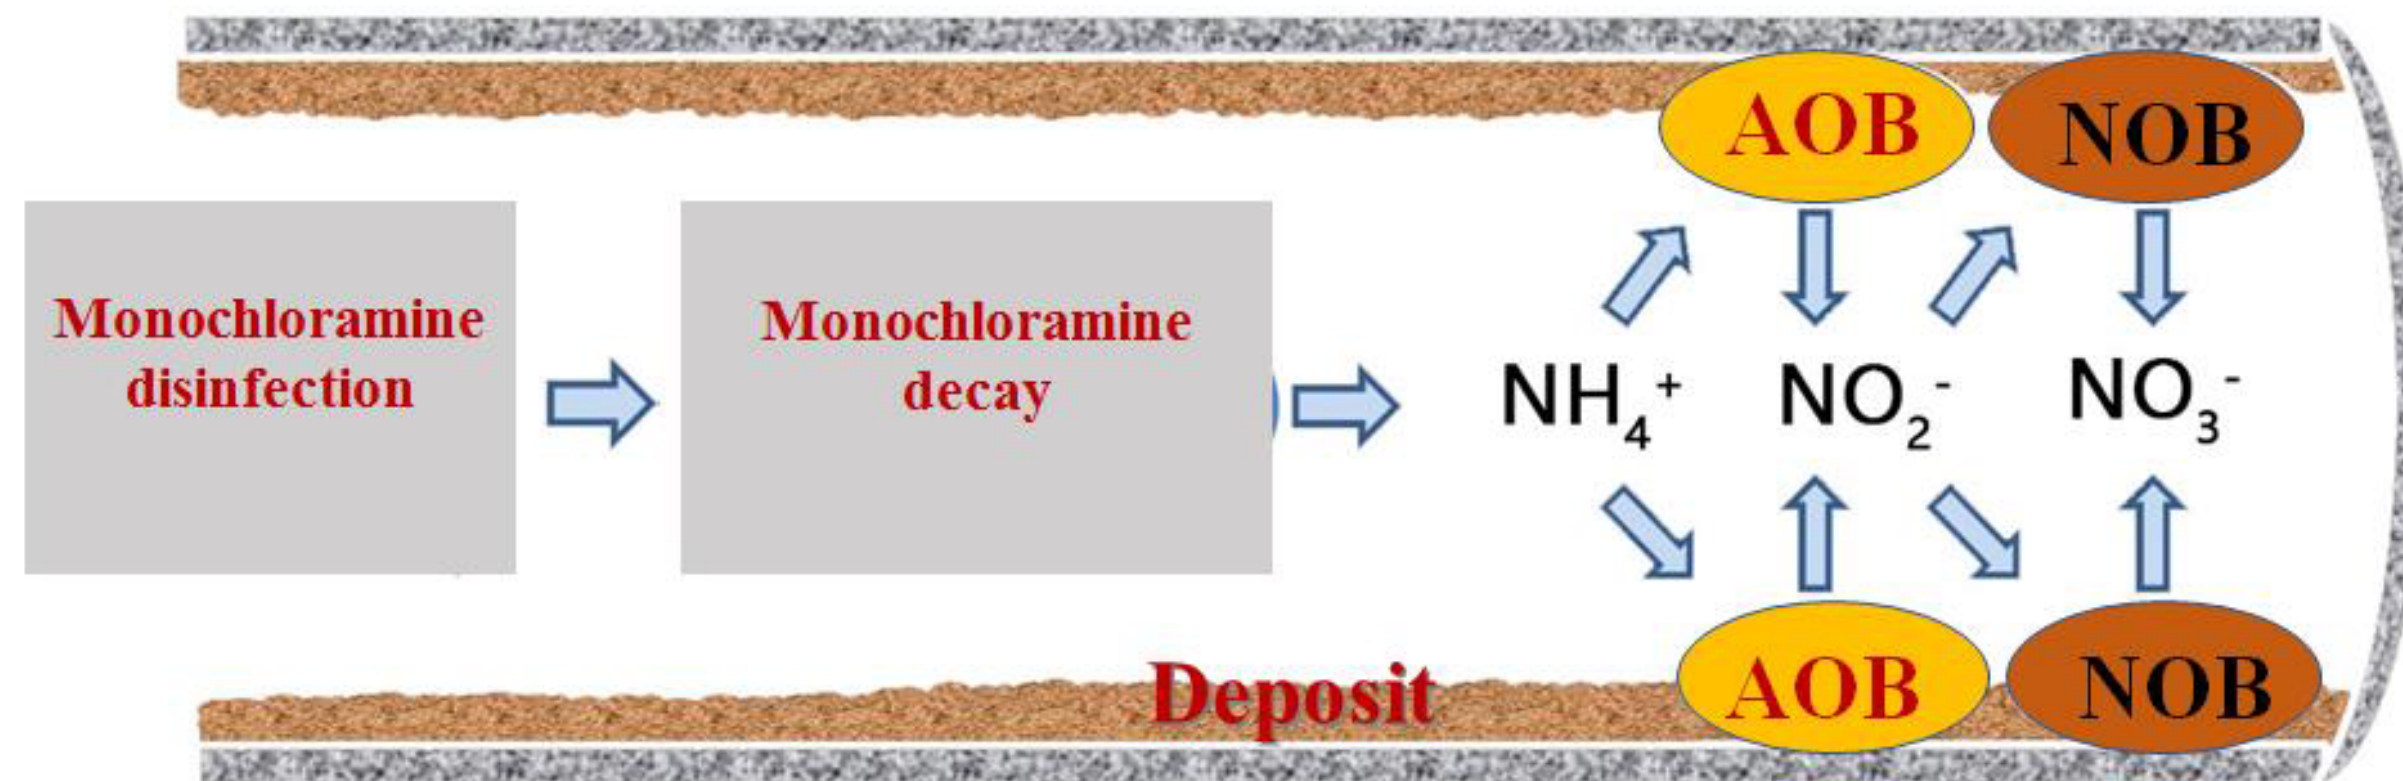 AOB
NOB
Monochloramine
disinfection
Monochloramine
decay
NH₄⁺
NO₂⁻
NO₃⁻
Deposit
AOB
NOB